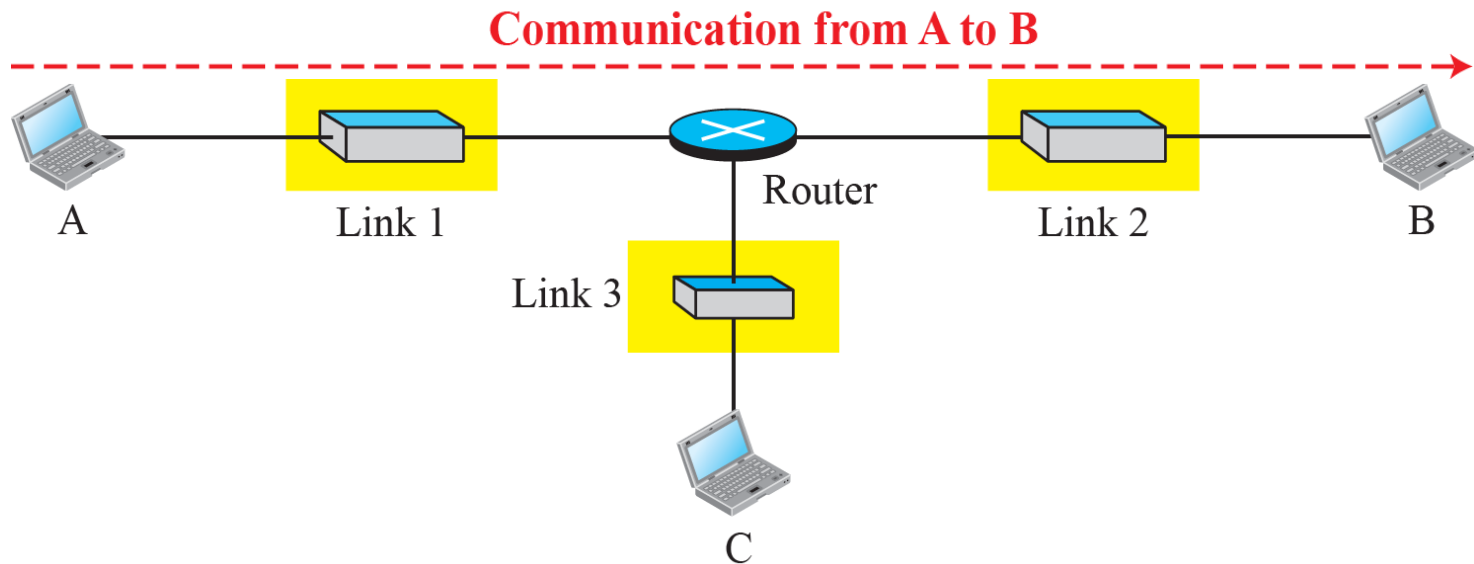 Communication from A to B
A
Link 1
Router
Link 2
B
Link 3
C